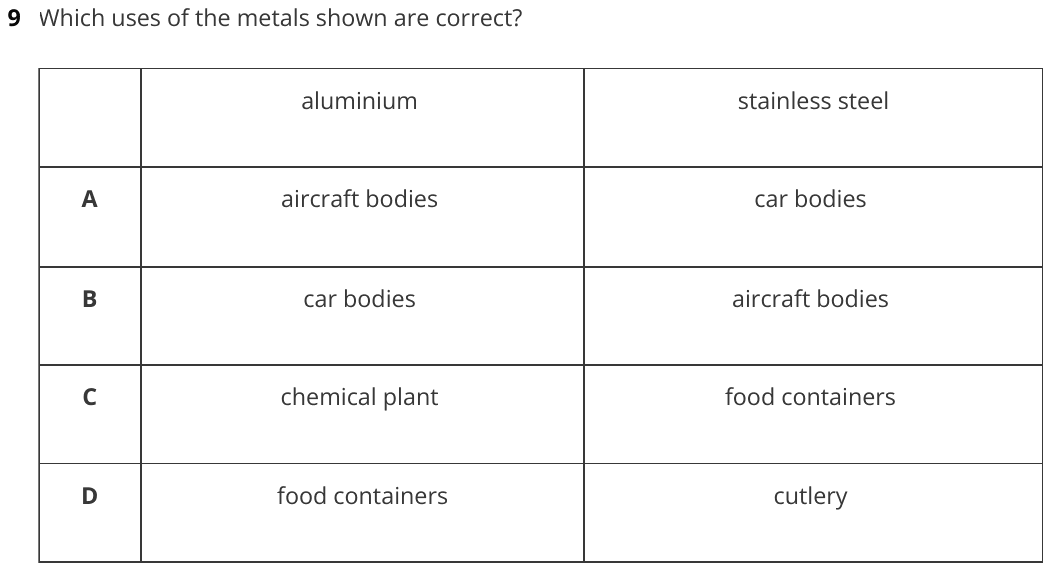 9 Which uses of the metals shown are correct?
aluminium stainless steel
A aircraft bodies car bodies
B car bodies aircraft bodies
C chemical plant food containers
D food containers cutlery